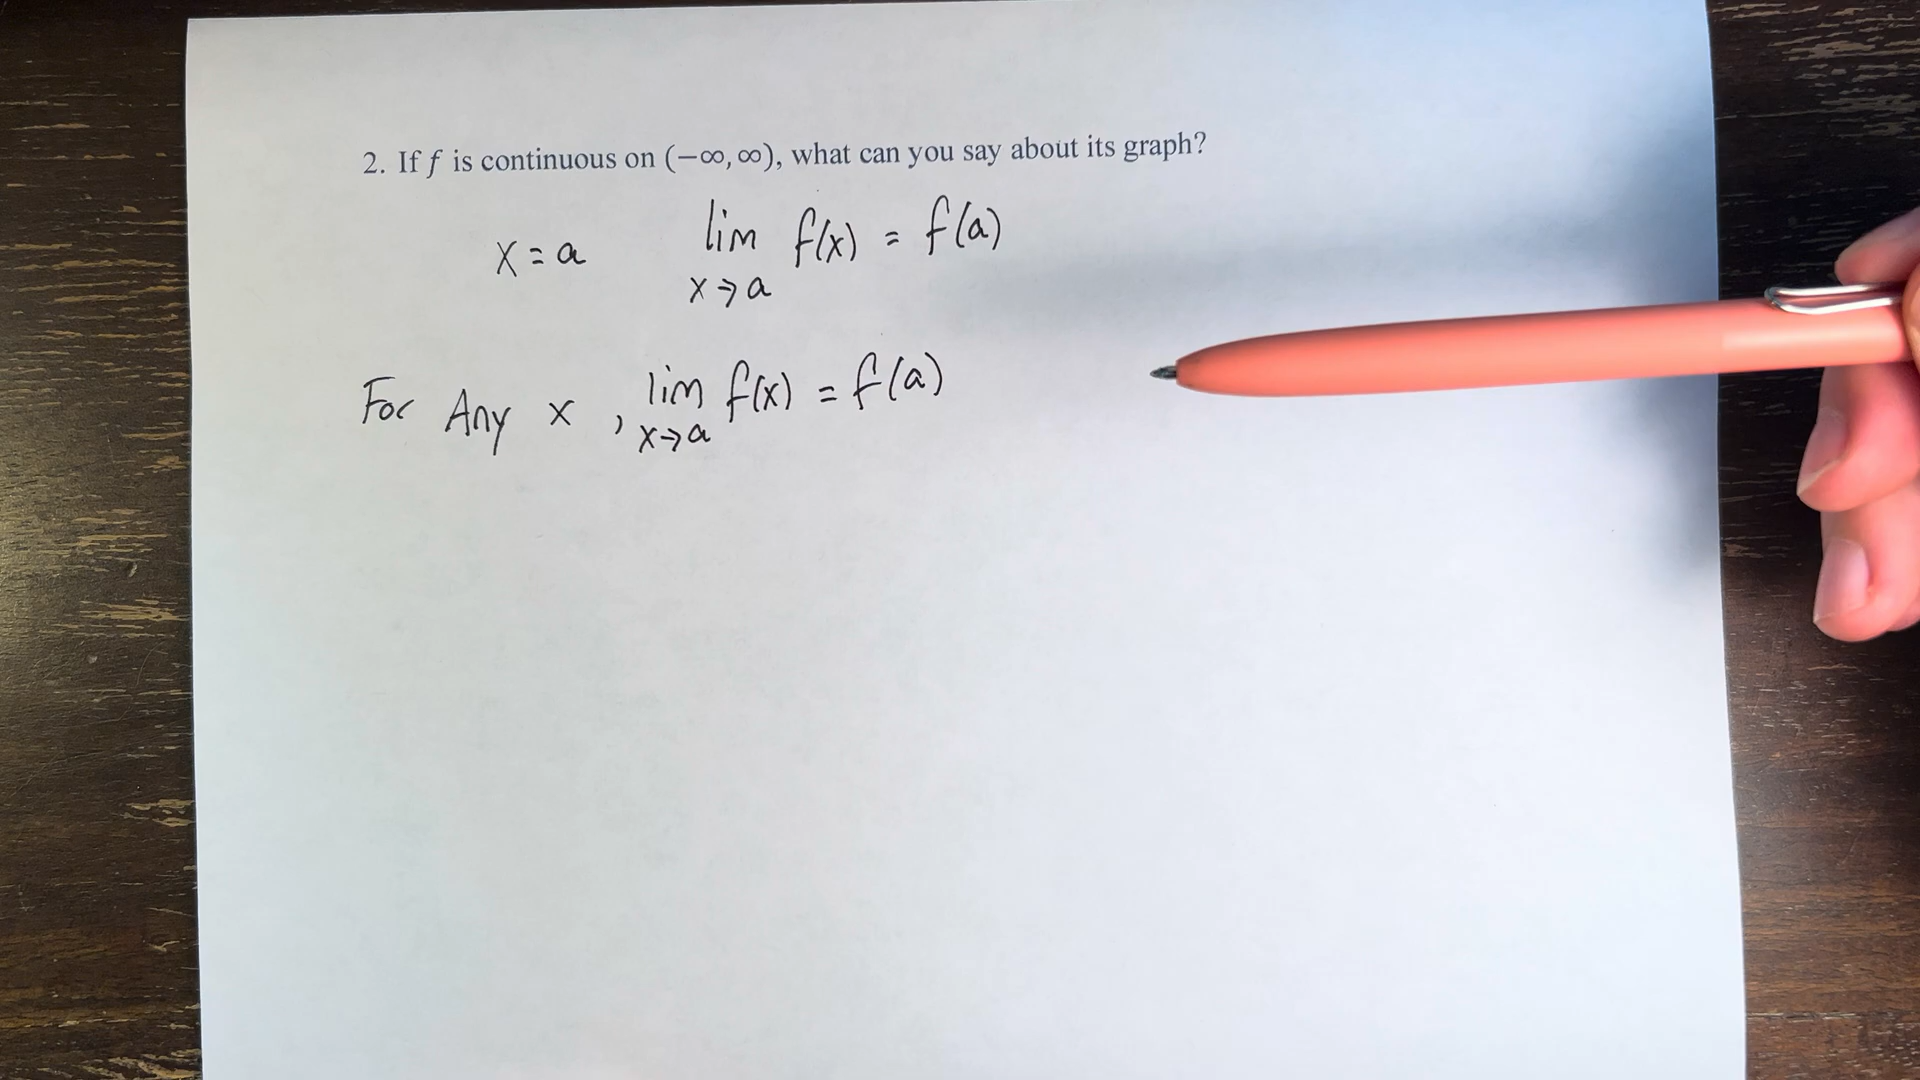 2. If f is continuous on (−∞, ∞), what can you say about its graph?
x = a lim f(x) = f(a)
x → a
For Any x , lim f(x) = f(a)
x → a